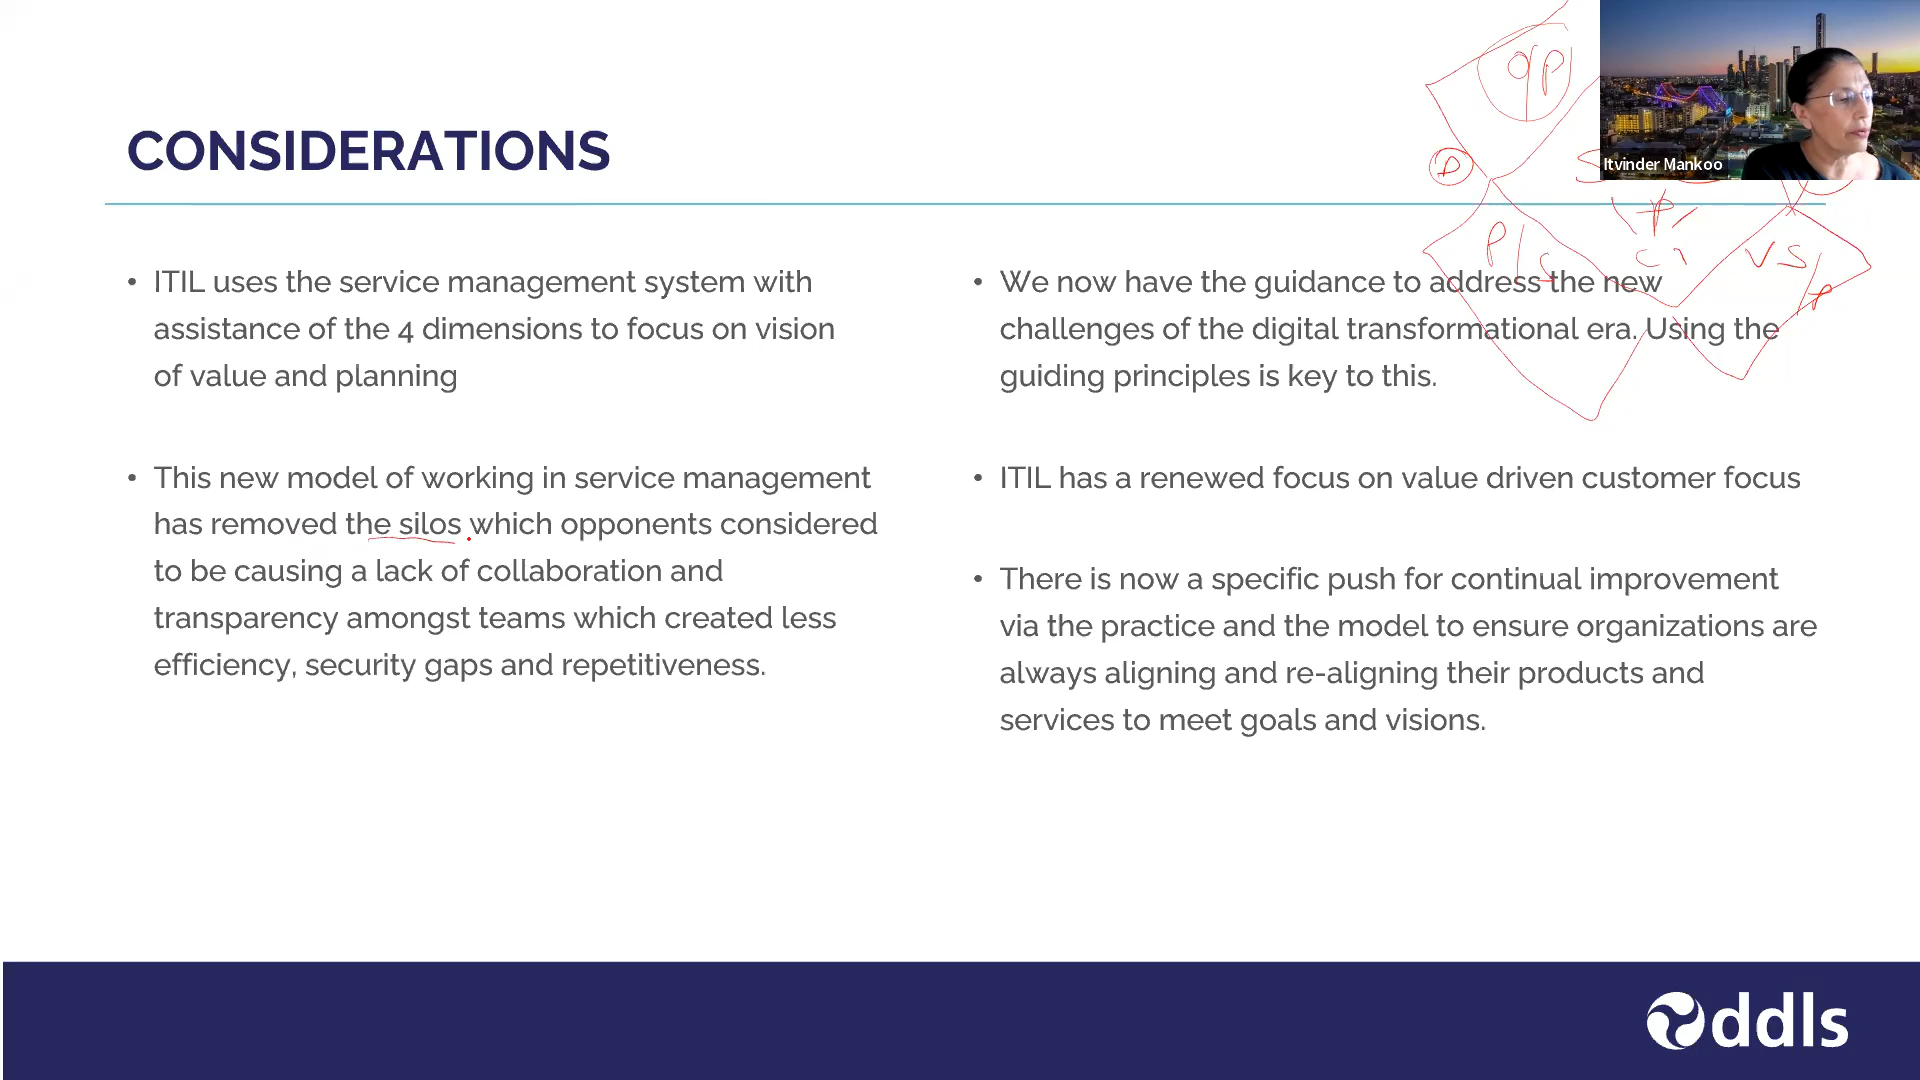 Itvinder Mankoo
CONSIDERATIONS
• ITIL uses the service management system with
assistance of the 4 dimensions to focus on vision
of value and planning
• This new model of working in service management
has removed the silos which opponents considered
to be causing a lack of collaboration and
transparency amongst teams which created less
efficiency, security gaps and repetitiveness.
• We now have the guidance to address the new
challenges of the digital transformational era. Using the
guiding principles is key to this.
• ITIL has a renewed focus on value driven customer focus
• There is now a specific push for continual improvement
via the practice and the model to ensure organizations are
always aligning and re-aligning their products and
services to meet goals and visions.
P/S
VS/P
ddls